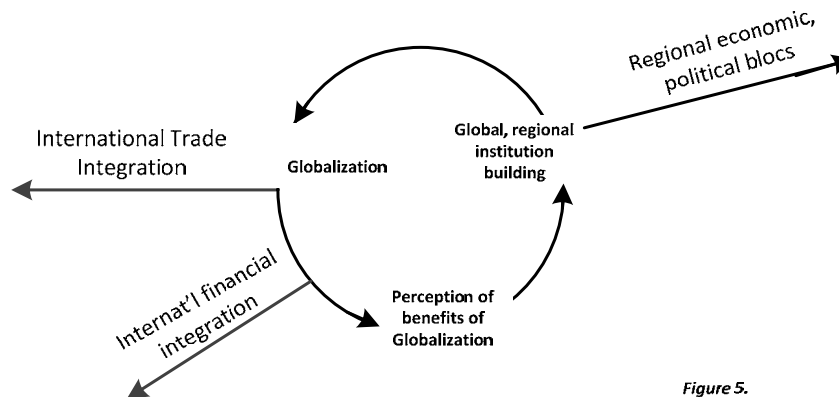 Regional economic,
political blocs
International Trade
Integration
Globalization
Global, regional
institution
building
Internat'l financial
integration
Perception of
benefits of
Globalization
Figure 5.